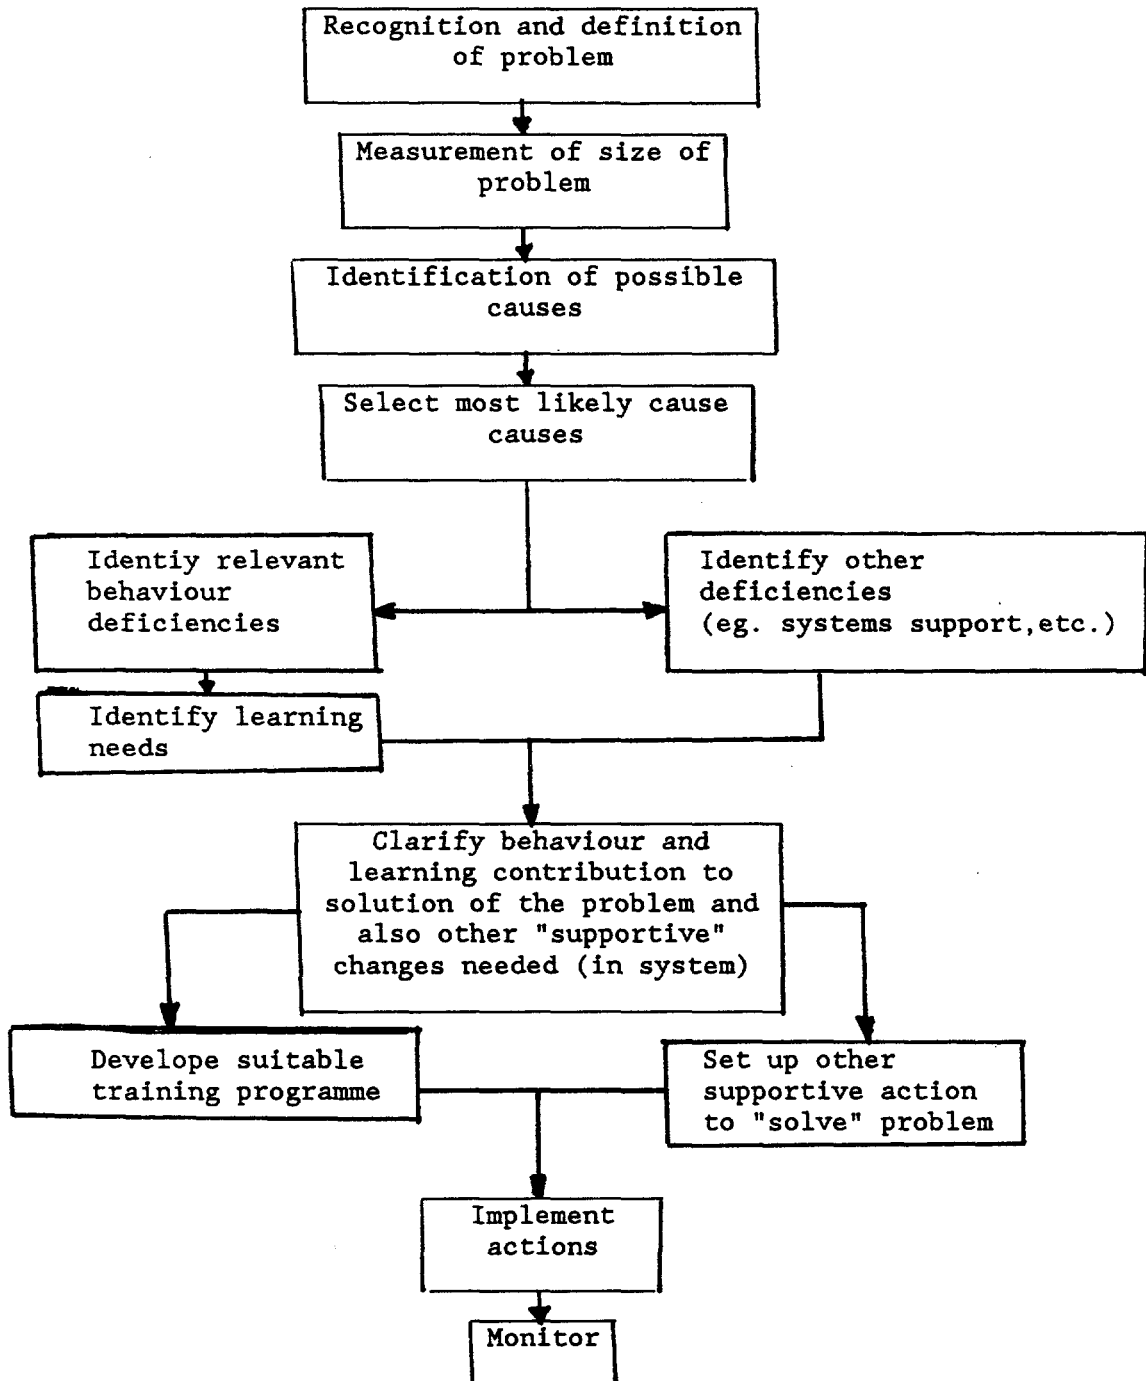 Recognition and definition
of problem
Measurement of size of
problem
Identification of possible
causes
Select most likely cause
causes
Identiy relevant
behaviour
deficiencies
Identify other
deficiencies
(eg. systems support,etc.)
Identify learning
needs
Clarify behaviour and
learning contribution to
solution of the problem and
also other "supportive"
changes needed (in system)
Develope suitable
training programme
Set up other
supportive action
to "solve" problem
Implement
actions
Monitor